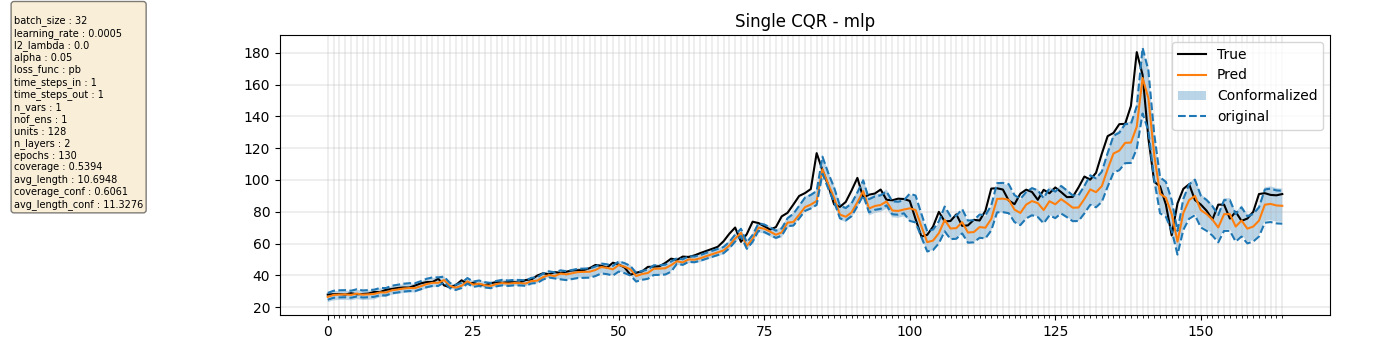 batch_size : 32
learning_rate : 0.0005
l2_lambda : 0.0
alpha : 0.05
loss_func : pb
time_steps_in : 1
time_steps_out : 1
n_vars : 1
nof_ens : 1
units : 128
n_layers : 2
epochs : 130
coverage : 0.5394
avg_length : 10.6948
coverage_conf : 0.6061
avg_length_conf : 11.3276
Single CQR - mlp
180
160
140
120
100
80
60
40
20
True
Pred
Conformalized
original
0 25 50 75 100 125 150